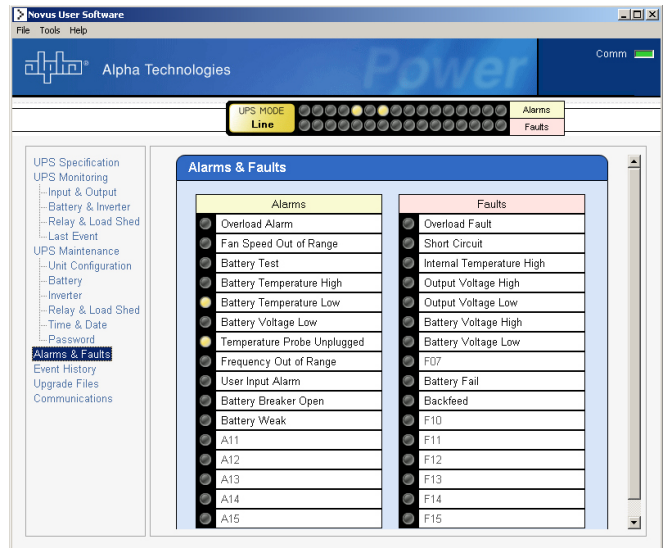 Novus User Software
File Tools Help
alpha® Alpha Technologies
Power
Comm
UPS MODE
Line
Alarms
Faults
UPS Specification
UPS Monitoring
Input & Output
Battery & Inverter
Relay & Load Shed
Last Event
UPS Maintenance
Unit Configuration
Battery
Inverter
Relay & Load Shed
Time & Date
Password
Alarms & Faults
Event History
Upgrade Files
Communications
Alarms & Faults
Alarms
Overload Alarm
Fan Speed Out of Range
Battery Test
Battery Temperature High
Battery Temperature Low
Battery Voltage Low
Temperature Probe Unplugged
Frequency Out of Range
User Input Alarm
Battery Breaker Open
Battery Weak
A11
A12
A13
A14
A15
Faults
Overload Fault
Short Circuit
Internal Temperature High
Output Voltage High
Output Voltage Low
Battery Voltage High
Battery Voltage Low
F07
Battery Fail
Backfeed
F10
F11
F12
F13
F14
F15